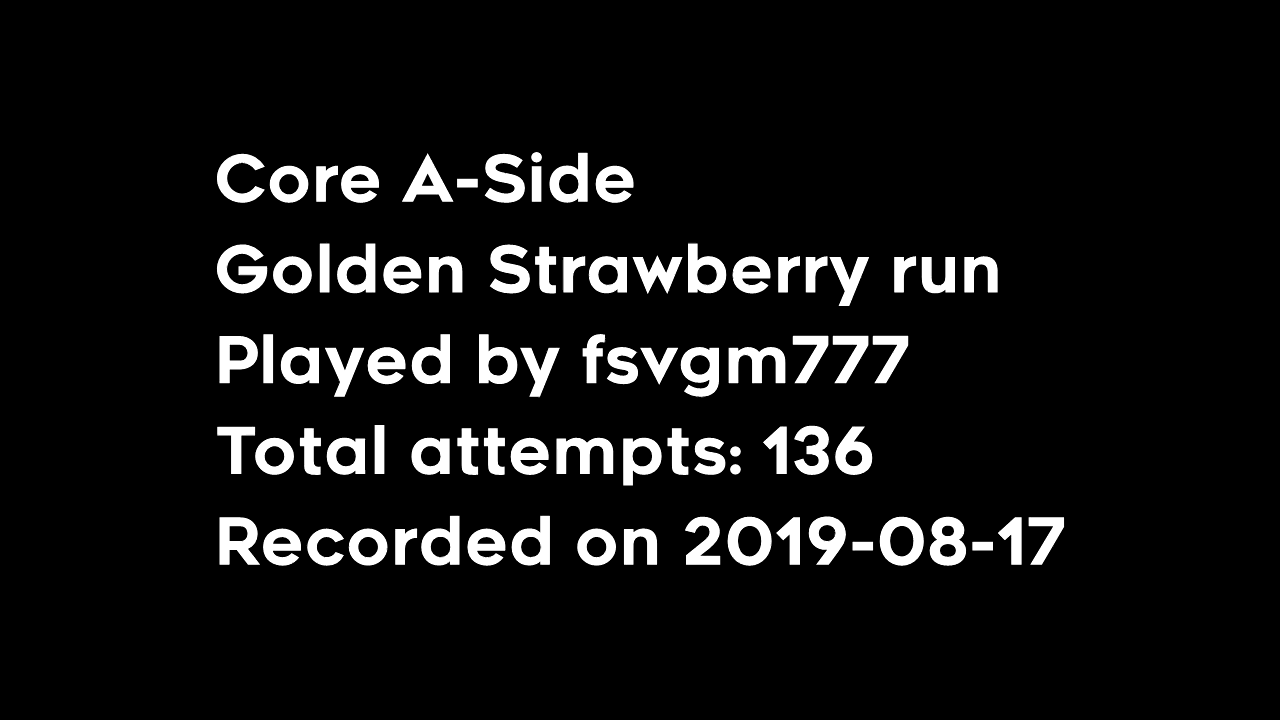 Core A-Side
Golden Strawberry run
Played by fsvgm777
Total attempts: 136
Recorded on 2019-08-17